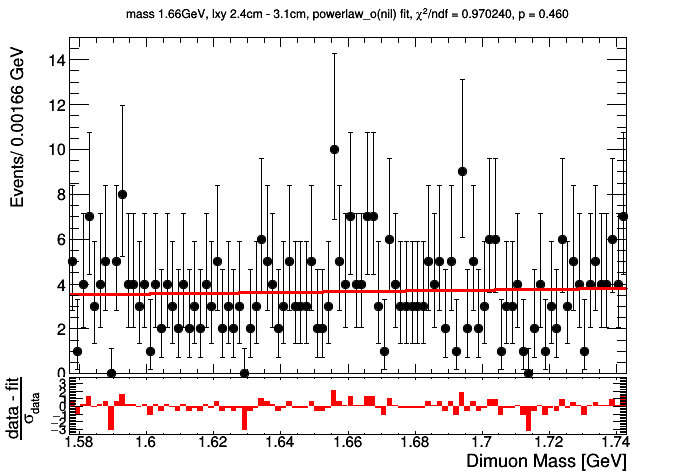 mass 1.66GeV, lxy 2.4cm - 3.1cm, powerlaw_o(nil) fit, χ²/ndf = 0.970240, p = 0.460
Events/ 0.00166 GeV
14
12
10
8
6
4
2
0
data - fit
σdata
3
2
1
0
−1
−2
−3
1.58 1.6 1.62 1.64 1.66 1.68 1.7 1.72 1.74
Dimuon Mass [GeV]